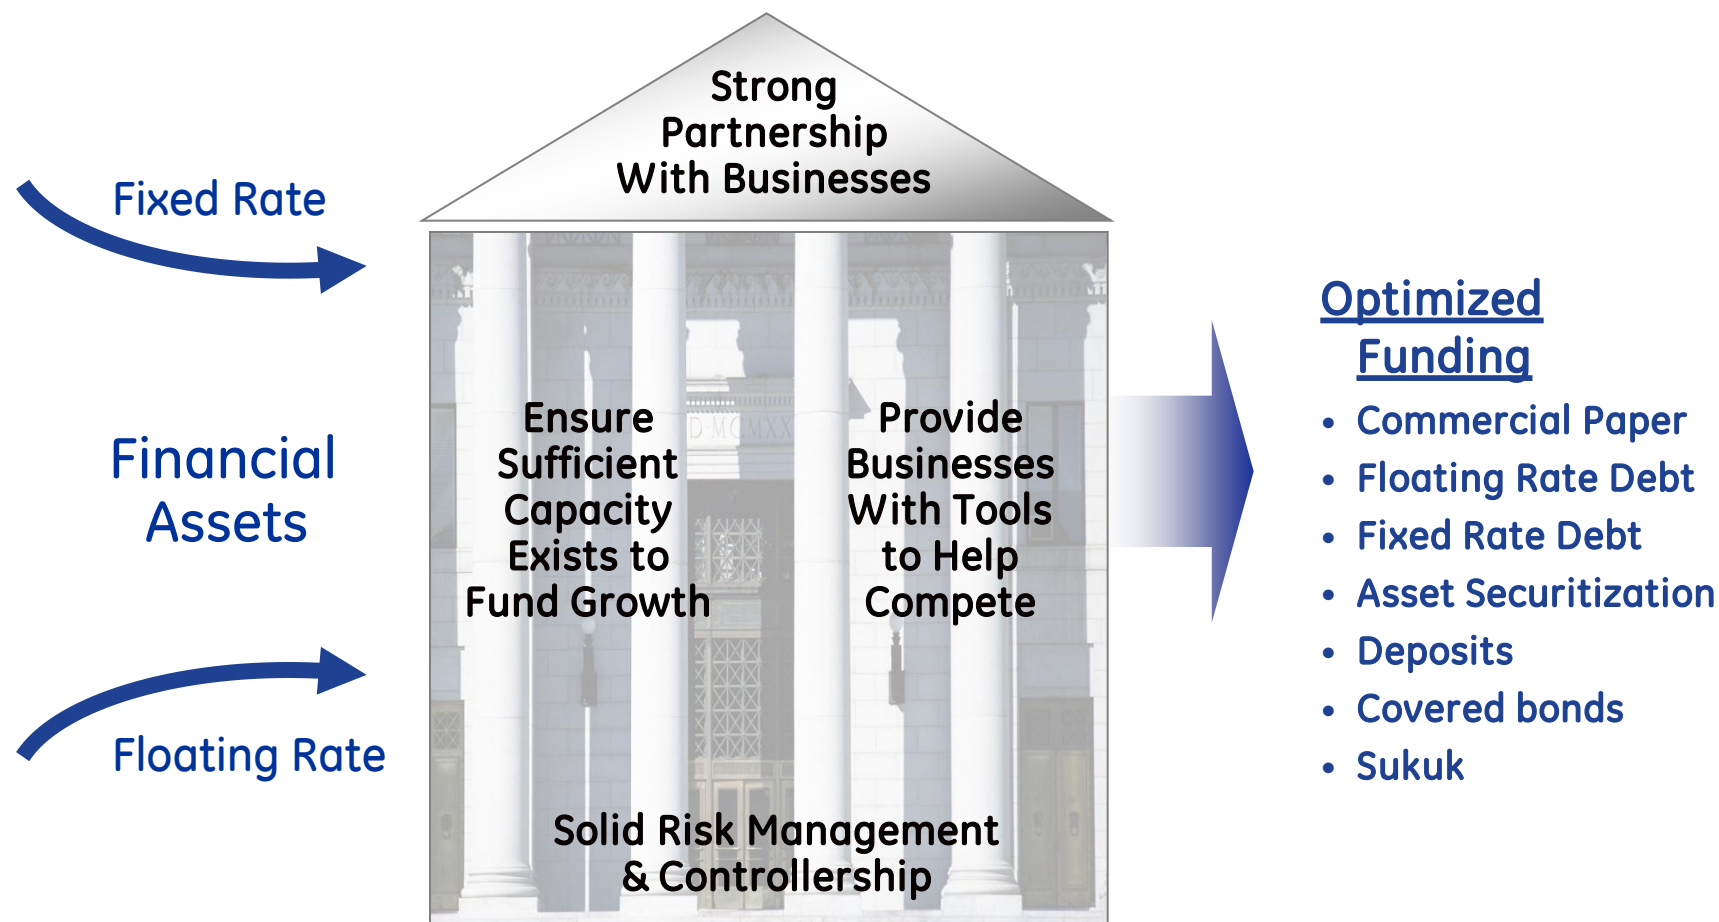 Strong
Partnership
With Businesses
Fixed Rate
Financial
Assets
Floating Rate
D·MCMXX
Ensure
Sufficient
Capacity
Exists to
Fund Growth
Provide
Businesses
With Tools
to Help
Compete
Solid Risk Management
& Controllership
Optimized
Funding
• Commercial Paper
• Floating Rate Debt
• Fixed Rate Debt
• Asset Securitization
• Deposits
• Covered bonds
• Sukuk